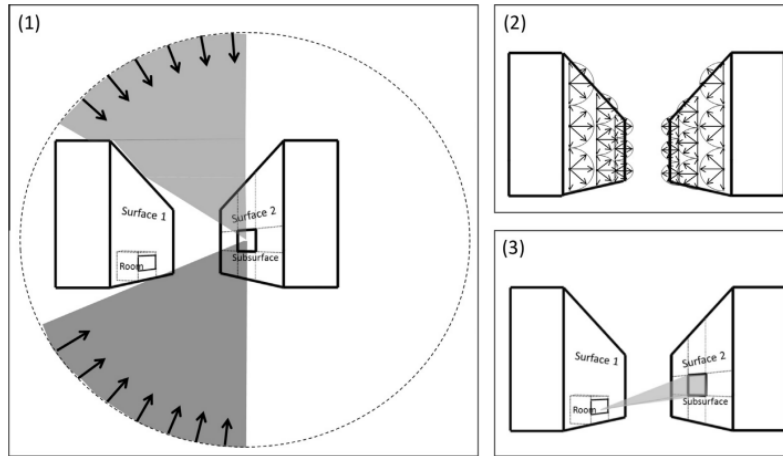 (1)
Surface 1
Surface 2
Room
Subsurface
(2)
(3)
Surface 1
Surface 2
Room
Subsurface